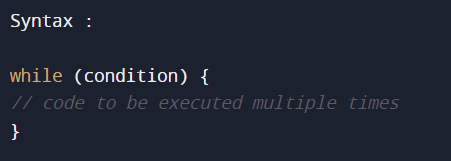 Syntax :
while (condition) {
// code to be executed multiple times
}